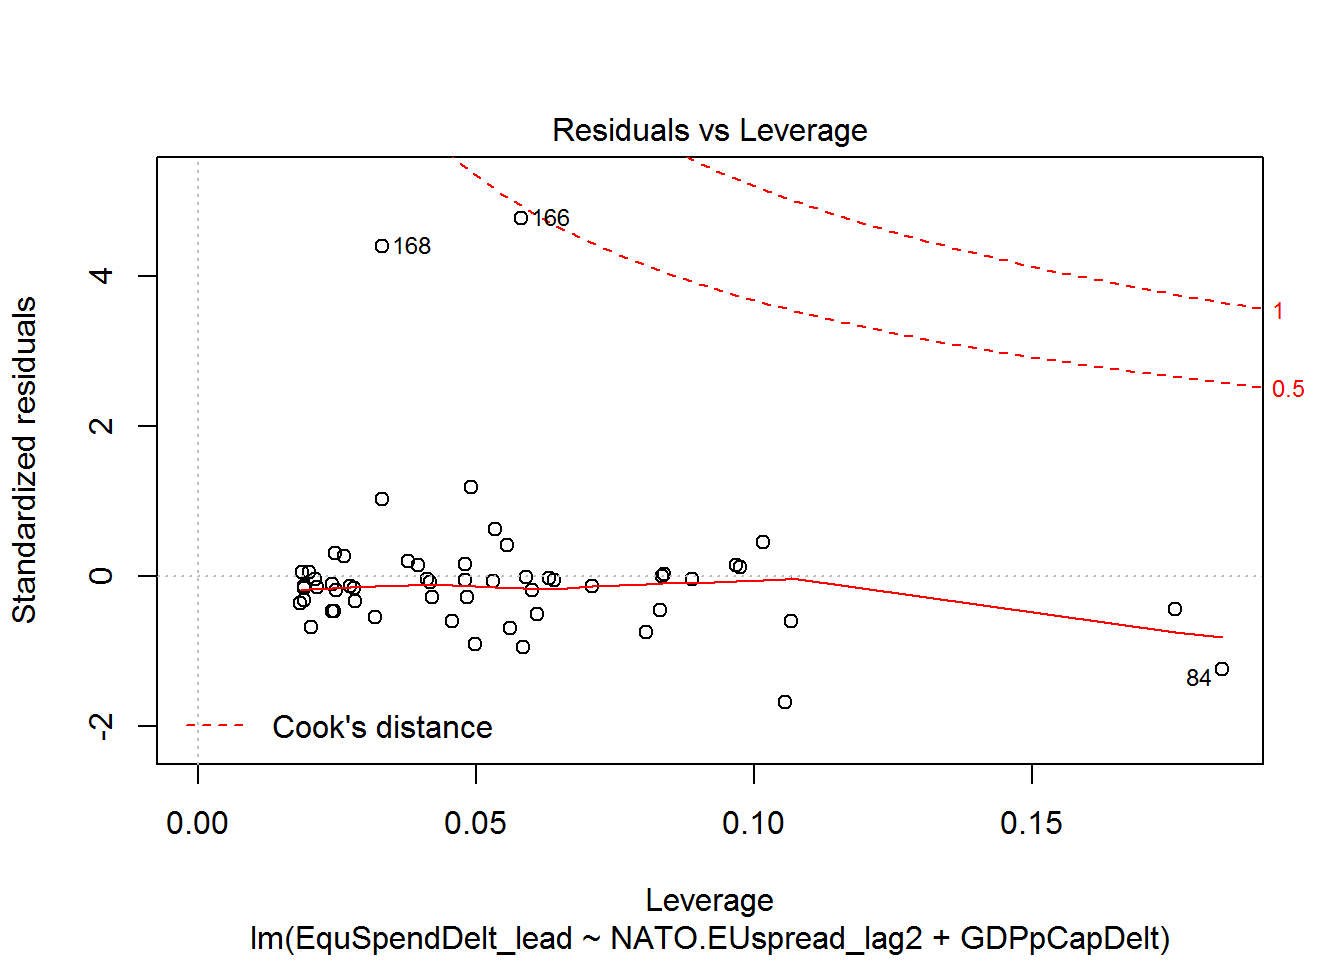 Residuals vs Leverage
Standardized residuals
4
2
0
-2
168
166
84
1
0.5
Cook's distance
0.00 0.05 0.10 0.15
Leverage
lm(EquSpendDelt_lead ~ NATO.EUspread_lag2 + GDPpCapDelt)